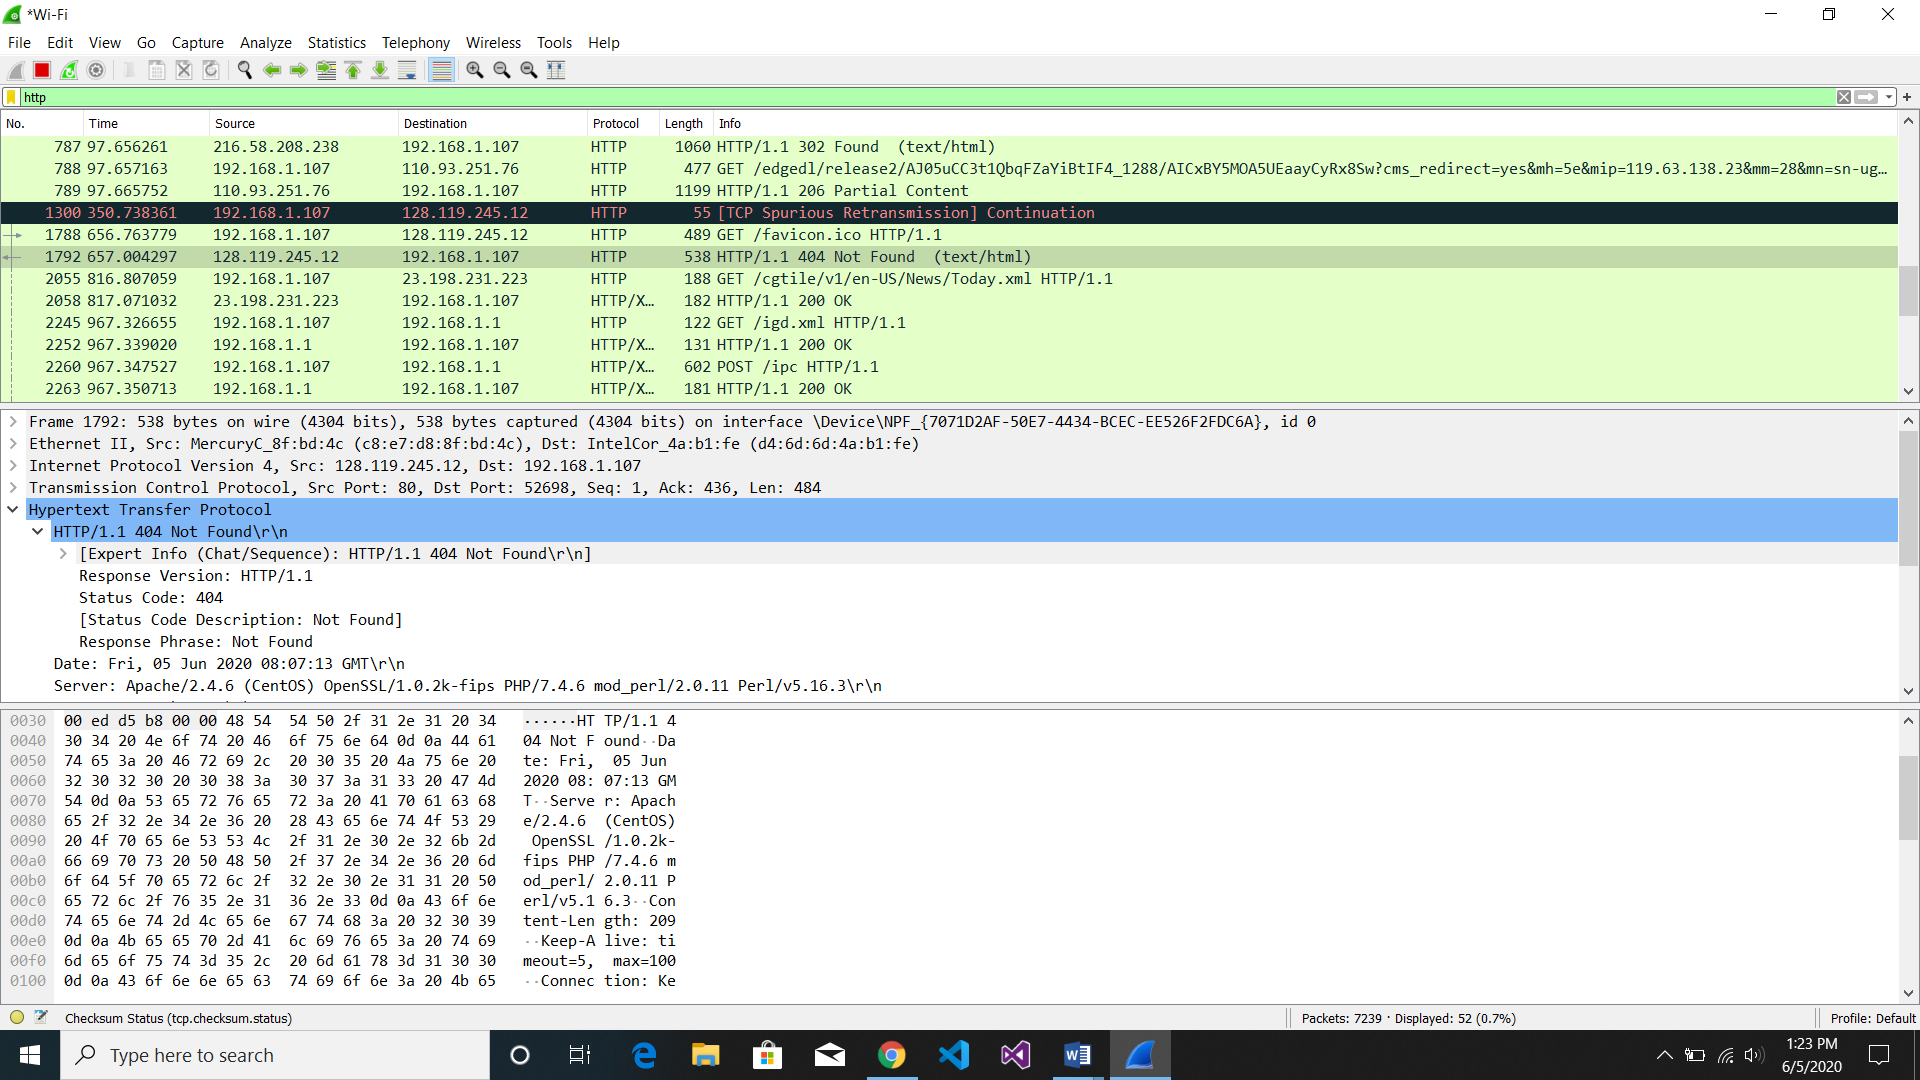 *Wi-Fi
File Edit View Go Capture Analyze Statistics Telephony Wireless Tools Help
http
No. Time Source Destination Protocol Length Info
787 97.656261 216.58.208.238 192.168.1.107 HTTP 1060 HTTP/1.1 302 Found (text/html)
788 97.657163 192.168.1.107 110.93.251.76 HTTP 477 GET /edgedl/release2/AJ05uCC3t1QbqFZaYiBtIF4_1288/AICxBY5MOA5UEaayCyRx8Sw?cms_redirect=yes&mh=5e&mip=119.63.138.23&mm=28&mn=sn-ug…
789 97.665752 110.93.251.76 192.168.1.107 HTTP 1199 HTTP/1.1 206 Partial Content
1300 350.738361 192.168.1.107 128.119.245.12 HTTP 55 [TCP Spurious Retransmission] Continuation
1788 656.763779 192.168.1.107 128.119.245.12 HTTP 489 GET /favicon.ico HTTP/1.1
1792 657.004297 128.119.245.12 192.168.1.107 HTTP 538 HTTP/1.1 404 Not Found (text/html)
2055 816.807059 192.168.1.107 23.198.231.223 HTTP 188 GET /cgtile/v1/en-US/News/Today.xml HTTP/1.1
2058 817.071032 23.198.231.223 192.168.1.107 HTTP/X… 182 HTTP/1.1 200 OK
2245 967.326655 192.168.1.107 192.168.1.1 HTTP 122 GET /igd.xml HTTP/1.1
2252 967.339020 192.168.1.1 192.168.1.107 HTTP/X… 131 HTTP/1.1 200 OK
2260 967.347527 192.168.1.107 192.168.1.1 HTTP/X… 602 POST /ipc HTTP/1.1
2263 967.350713 192.168.1.1 192.168.1.107 HTTP/X… 181 HTTP/1.1 200 OK
Frame 1792: 538 bytes on wire (4304 bits), 538 bytes captured (4304 bits) on interface \Device\NPF_{7071D2AF-50E7-4434-BCEC-EE526F2FDC6A}, id 0
Ethernet II, Src: MercuryC_8f:bd:4c (c8:e7:d8:8f:bd:4c), Dst: IntelCor_4a:b1:fe (d4:6d:6d:4a:b1:fe)
Internet Protocol Version 4, Src: 128.119.245.12, Dst: 192.168.1.107
Transmission Control Protocol, Src Port: 80, Dst Port: 52698, Seq: 1, Ack: 436, Len: 484
Hypertext Transfer Protocol
HTTP/1.1 404 Not Found\r\n
[Expert Info (Chat/Sequence): HTTP/1.1 404 Not Found\r\n]
Response Version: HTTP/1.1
Status Code: 404
[Status Code Description: Not Found]
Response Phrase: Not Found
Date: Fri, 05 Jun 2020 08:07:13 GMT\r\n
Server: Apache/2.4.6 (CentOS) OpenSSL/1.0.2k-fips PHP/7.4.6 mod_perl/2.0.11 Perl/v5.16.3\r\n
0030 00 ed d5 b8 00 00 48 54 54 50 2f 31 2e 31 20 34 ······HT TP/1.1 4
0040 30 34 20 4e 6f 74 20 46 6f 75 6e 64 0d 0a 44 61 04 Not F ound··Da
0050 74 65 3a 20 46 72 69 2c 20 30 35 20 4a 75 6e 20 te: Fri, 05 Jun
0060 32 30 32 30 20 30 38 3a 30 37 3a 31 33 20 47 4d 2020 08: 07:13 GM
0070 54 0d 0a 53 65 72 76 65 72 3a 20 41 70 61 63 68 T··Serve r: Apach
0080 65 2f 32 2e 34 2e 36 20 28 43 65 6e 74 4f 53 29 e/2.4.6 (CentOS)
0090 20 4f 70 65 6e 53 53 4c 2f 31 2e 30 2e 32 6b 2d OpenSSL /1.0.2k-
00a0 66 69 70 73 20 50 48 50 2f 37 2e 34 2e 36 20 6d fips PHP /7.4.6 m
00b0 6f 64 5f 70 65 72 6c 2f 32 2e 30 2e 31 31 20 50 od_perl/ 2.0.11 P
00c0 65 72 6c 2f 76 35 2e 31 36 2e 33 0d 0a 43 6f 6e erl/v5.1 6.3··Con
00d0 74 65 6e 74 2d 4c 65 6e 67 74 68 3a 20 32 30 39 tent-Len gth: 209
00e0 0d 0a 4b 65 65 70 2d 41 6c 69 76 65 3a 20 74 69 ··Keep-A live: ti
00f0 6d 65 6f 75 74 3d 35 2c 20 6d 61 78 3d 31 30 30 meout=5, max=100
0100 0d 0a 43 6f 6e 6e 65 63 74 69 6f 6e 3a 20 4b 65 ··Connec tion: Ke
Checksum Status (tcp.checksum.status) Packets: 7239 · Displayed: 52 (0.7%) Profile: Default
Type here to search
1:23 PM
6/5/2020